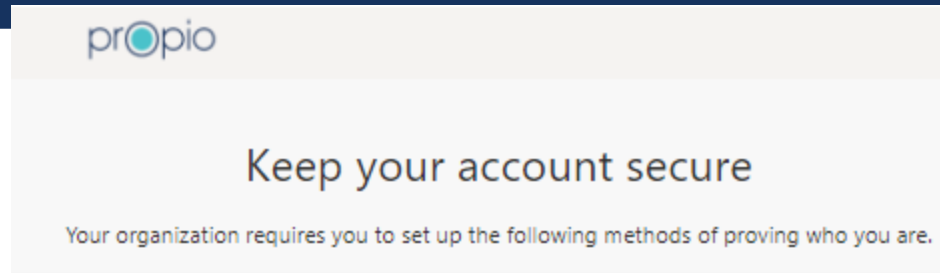 propio
Keep your account secure
Your organization requires you to set up the following methods of proving who you are.